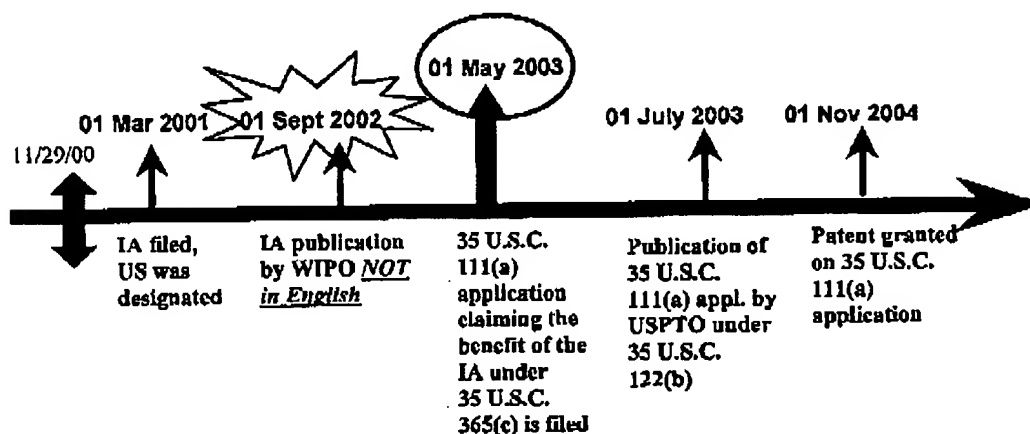 01 May 2003
01 Mar 2001
01 Sept 2002
01 July 2003
01 Nov 2004
11/29/00
IA filed,
US was
designated
IA publication
by WIPO NOT
in English
35 U.S.C.
111(a)
application
claiming the
benefit of the
IA under
35 U.S.C.
365(c) is filed
Publication of
35 U.S.C.
111(a) appl. by
USPTO under
35 U.S.C.
122(b)
Patent granted
on 35 U.S.C.
111(a)
application